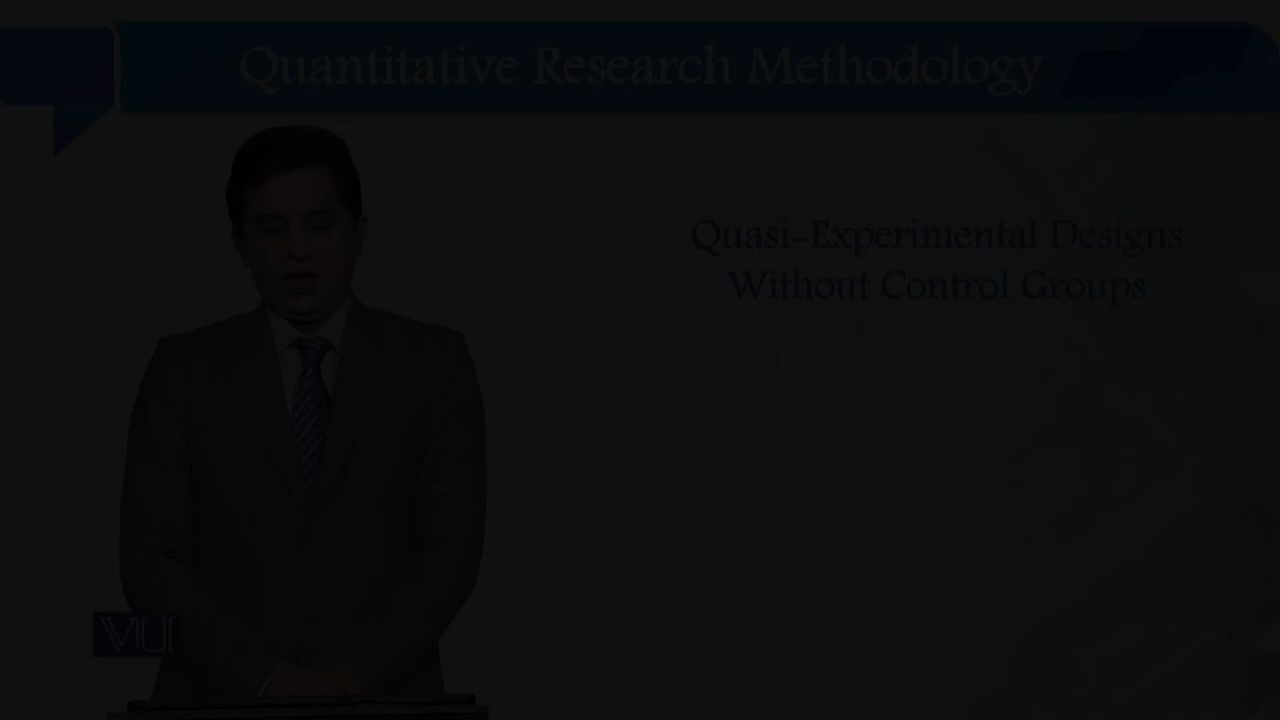 Quantitative Research Methodology
Quasi-Experimental Designs
Without Control Groups
VU